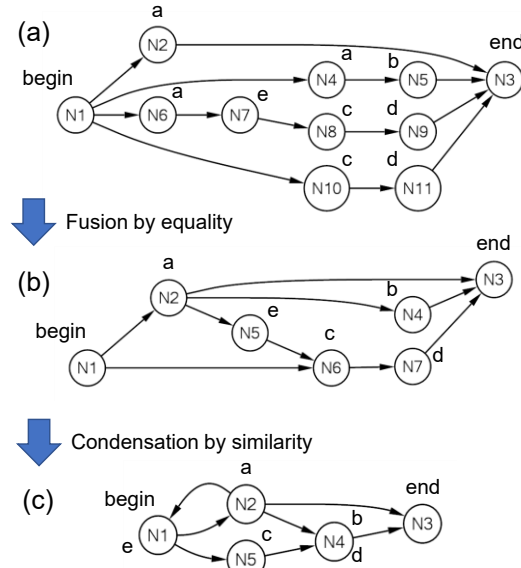 a
(a)
N2
end
a
b
begin
N4
N5
N3
a
e
N1
N6
N7
c
d
N8
N9
c
d
N10
N11
Fusion by equality
(b)
a
end
N2
b
N3
e
begin
N5
N4
c
N1
N6
N7
d
Condensation by similarity
(c)
a
begin
end
N2
b
N1
c
N3
e
N4
N5
d